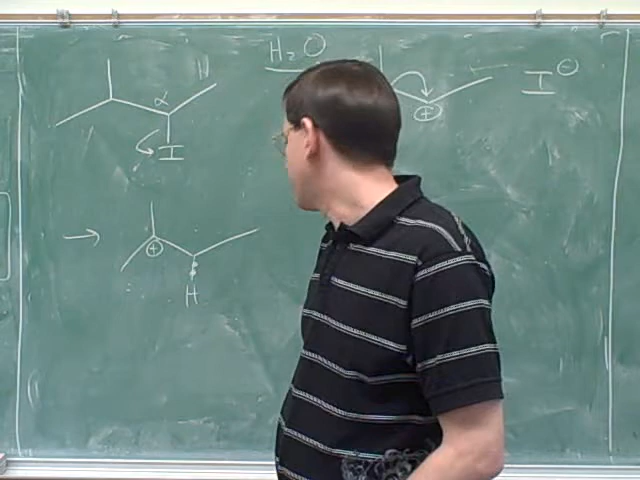 H₂O
α
H
I
⊕
I⊖
→
⊕
H